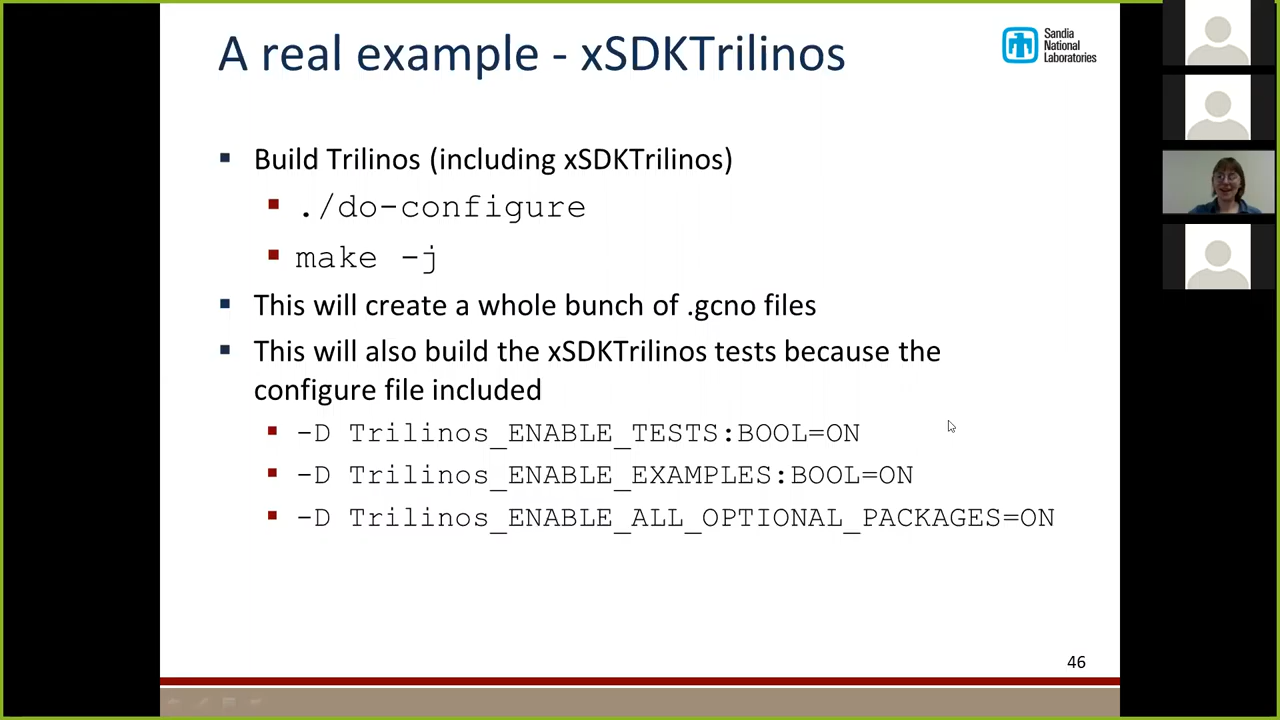 A real example - xSDKTrilinos
Sandia
National
Laboratories
Build Trilinos (including xSDKTrilinos)
./do-configure
make -j
This will create a whole bunch of .gcno files
This will also build the xSDKTrilinos tests because the
configure file included
-D Trilinos_ENABLE_TESTS:BOOL=ON
-D Trilinos_ENABLE_EXAMPLES:BOOL=ON
-D Trilinos_ENABLE_ALL_OPTIONAL_PACKAGES=ON
46